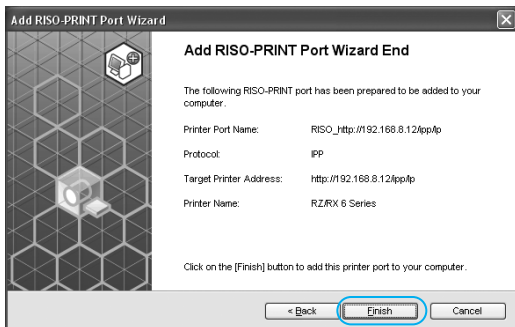 Add RISO-PRINT Port Wizard
Add RISO-PRINT Port Wizard End
The following RISO-PRINT port has been prepared to be added to your
computer.
Printer Port Name: RISO_http://192.168.8.12/ipp/lp
Protocol: IPP
Target Printer Address: http://192.168.8.12/ipp/lp
Printer Name: RZ/RX 6 Series
Click on the [Finish] button to add this printer port to your computer.
< Back Finish Cancel